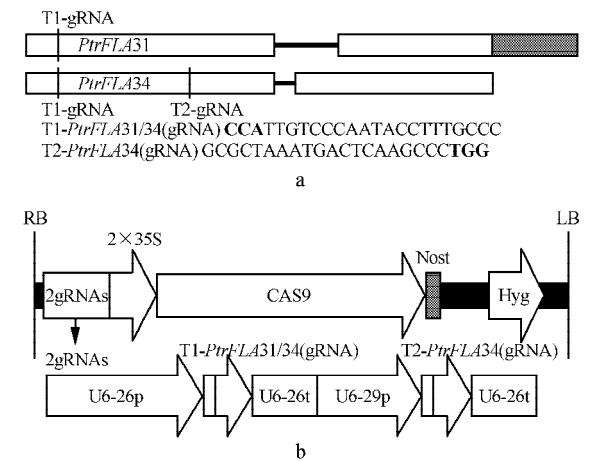 T1-gRNA
PtrFLA31
PtrFLA34
T1-gRNA T2-gRNA
T1-PtrFLA31/34(gRNA) CCATTGTCCCAATACCTTTGCCC
T2-PtrFLA34(gRNA) GCGCTAAATGACTCAAGCCCTGG
a
RB LB
2×35S
2gRNAs CAS9 Nost Hyg
2gRNAs T1-PtrFLA31/34(gRNA) T2-PtrFLA34(gRNA)
U6-26p U6-26t U6-29p U6-26t
b